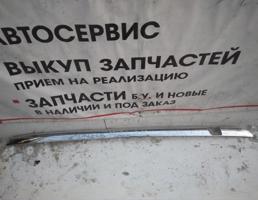 АВТОСЕРВИС
ВЫКУП ЗАПЧАСТЕЙ
ПРИЕМ НА РЕАЛИЗАЦИЮ
ЗАПЧАСТИ Б.У. И НОВЫЕ
В НАЛИЧИИ И ПОД ЗАКАЗ